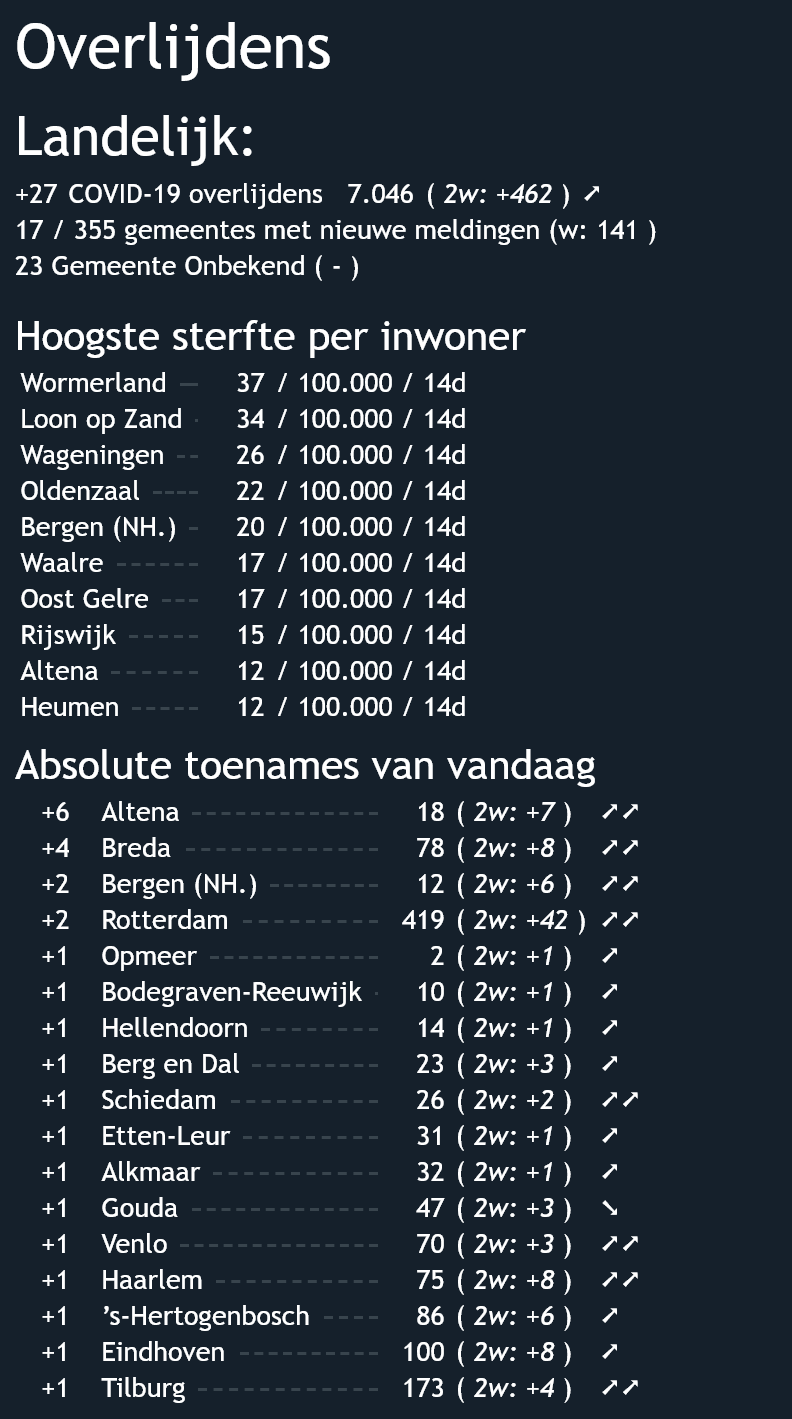 Overlijdens
Landelijk:
+27 COVID-19 overlijdens 7.046 ( 2w: +462 ) ➚
17 / 355 gemeentes met nieuwe meldingen (w: 141 )
23 Gemeente Onbekend ( - )
Hoogste sterfte per inwoner
Wormerland 37 / 100.000 / 14d
Loon op Zand 34 / 100.000 / 14d
Wageningen 26 / 100.000 / 14d
Oldenzaal 22 / 100.000 / 14d
Bergen (NH.) 20 / 100.000 / 14d
Waalre 17 / 100.000 / 14d
Oost Gelre 17 / 100.000 / 14d
Rijswijk 15 / 100.000 / 14d
Altena 12 / 100.000 / 14d
Heumen 12 / 100.000 / 14d
Absolute toenames van vandaag
+6 Altena 18 ( 2w: +7 ) ➚➚
+4 Breda 78 ( 2w: +8 ) ➚➚
+2 Bergen (NH.) 12 ( 2w: +6 ) ➚➚
+2 Rotterdam 419 ( 2w: +42 ) ➚➚
+1 Opmeer 2 ( 2w: +1 ) ➚
+1 Bodegraven-Reeuwijk 10 ( 2w: +1 ) ➚
+1 Hellendoorn 14 ( 2w: +1 ) ➚
+1 Berg en Dal 23 ( 2w: +3 ) ➚
+1 Schiedam 26 ( 2w: +2 ) ➚➚
+1 Etten-Leur 31 ( 2w: +1 ) ➚
+1 Alkmaar 32 ( 2w: +1 ) ➚
+1 Gouda 47 ( 2w: +3 ) ➘
+1 Venlo 70 ( 2w: +3 ) ➚➚
+1 Haarlem 75 ( 2w: +8 ) ➚➚
+1 ’s-Hertogenbosch 86 ( 2w: +6 ) ➚
+1 Eindhoven 100 ( 2w: +8 ) ➚
+1 Tilburg 173 ( 2w: +4 ) ➚➚